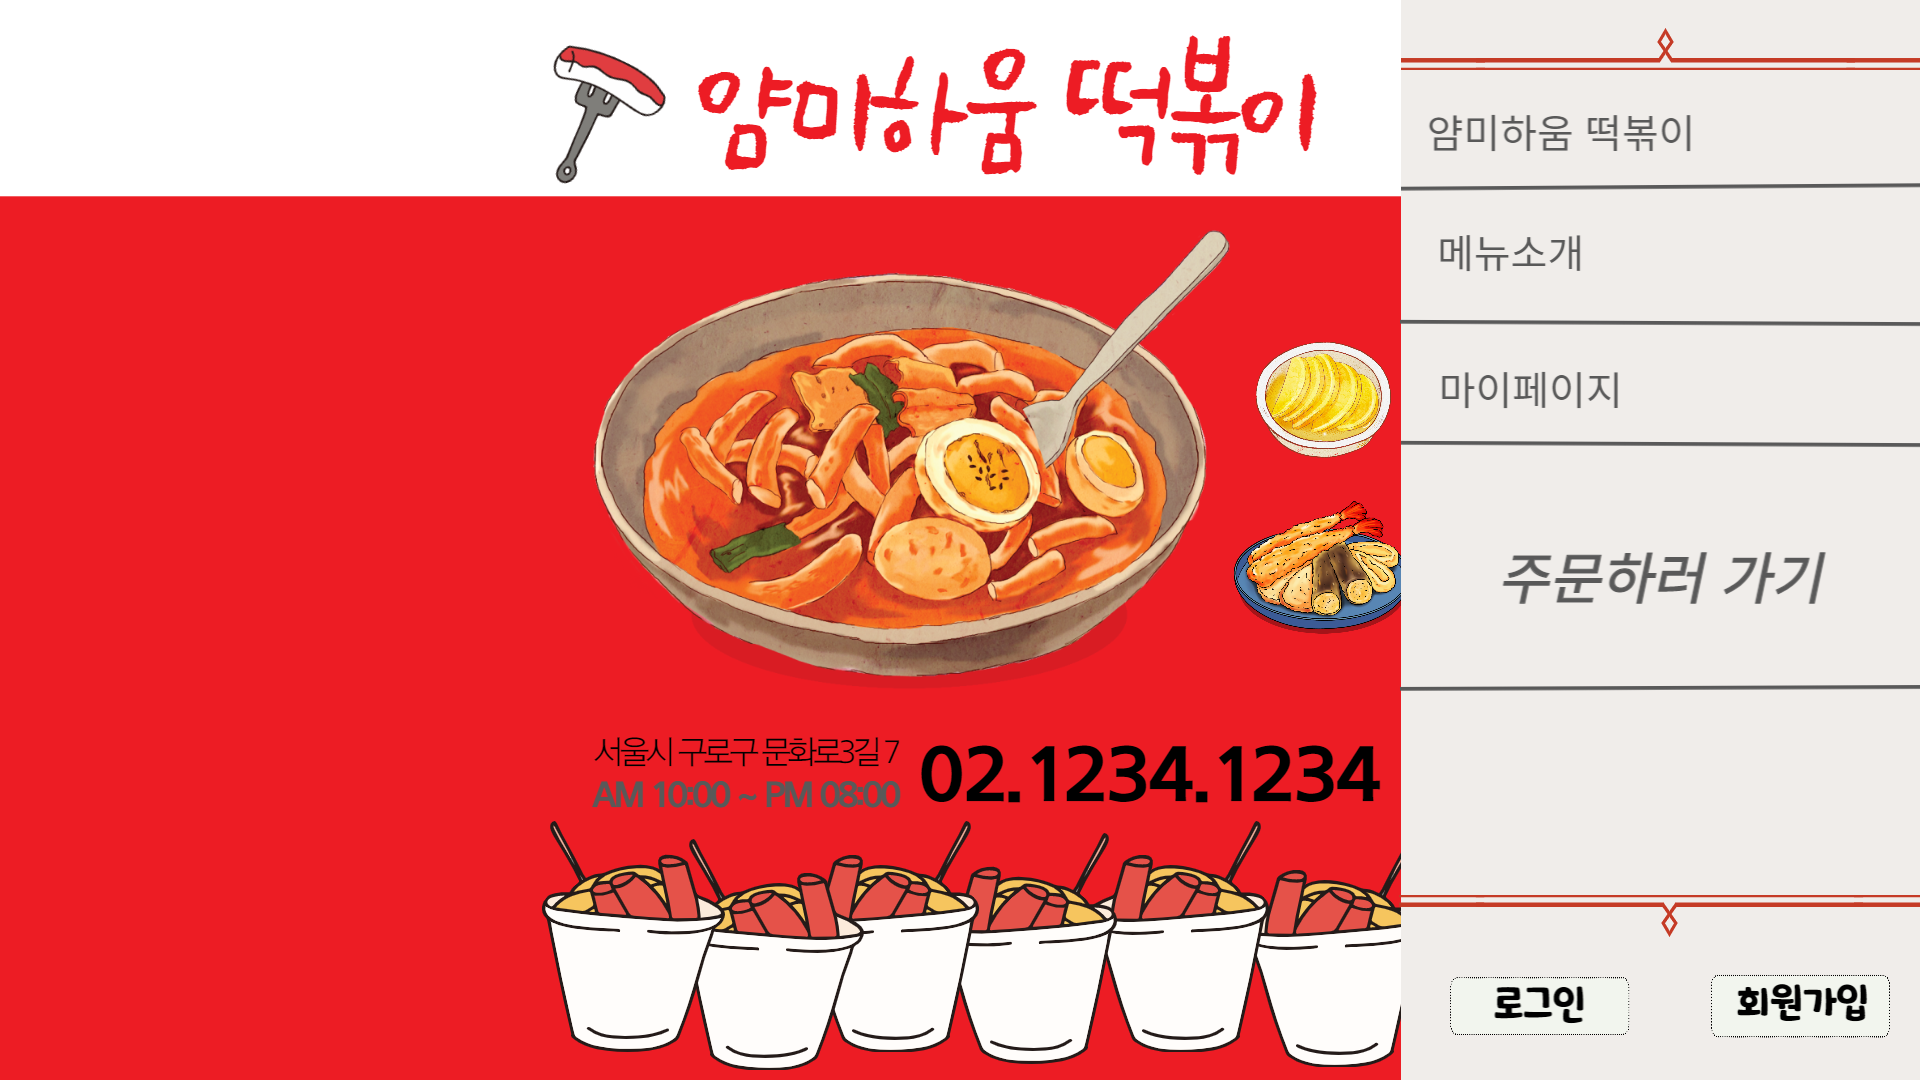 얌미하움 떡볶이
서울시 구로구 문화로3길 7
AM 10:00 ~ PM 08:00
02.1234.1234
얌미하움 떡볶이
메뉴소개
마이페이지
주문하러 가기
로그인
회원가입